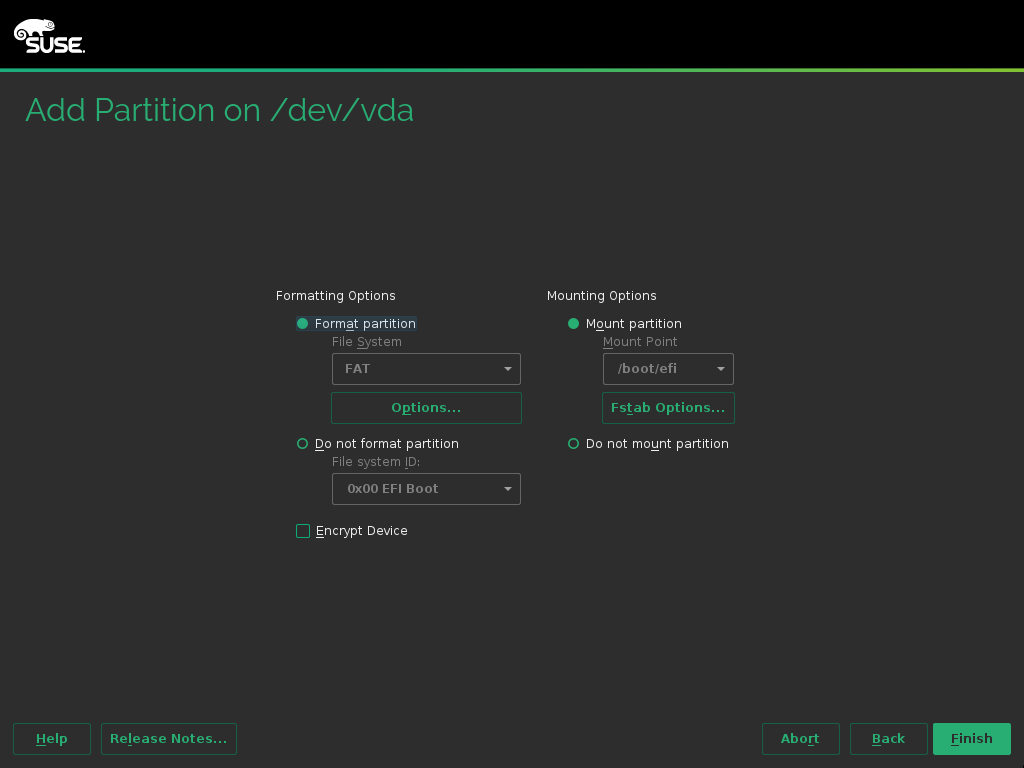 SUSE.
Add Partition on /dev/vda
Formatting Options
Format partition
File System
FAT
Options...
Do not format partition
File system ID:
0x00 EFI Boot
Encrypt Device
Mounting Options
Mount partition
Mount Point
/boot/efi
Fstab Options...
Do not mount partition
Help
Release Notes...
Abort
Back
Finish